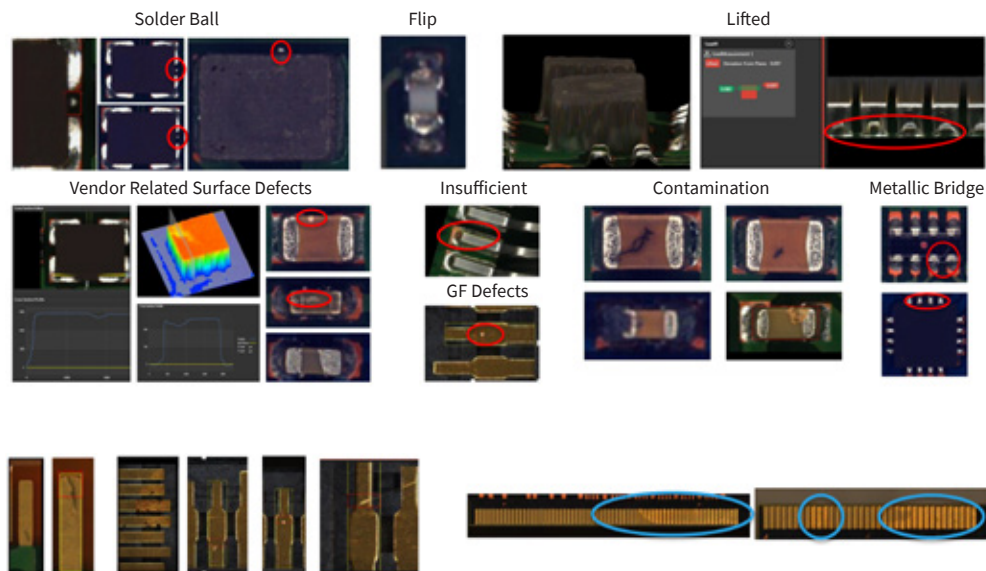 Solder Ball
Flip
Lifted
Vendor Related Surface Defects
Insufficient
Contamination
Metallic Bridge
GF Defects